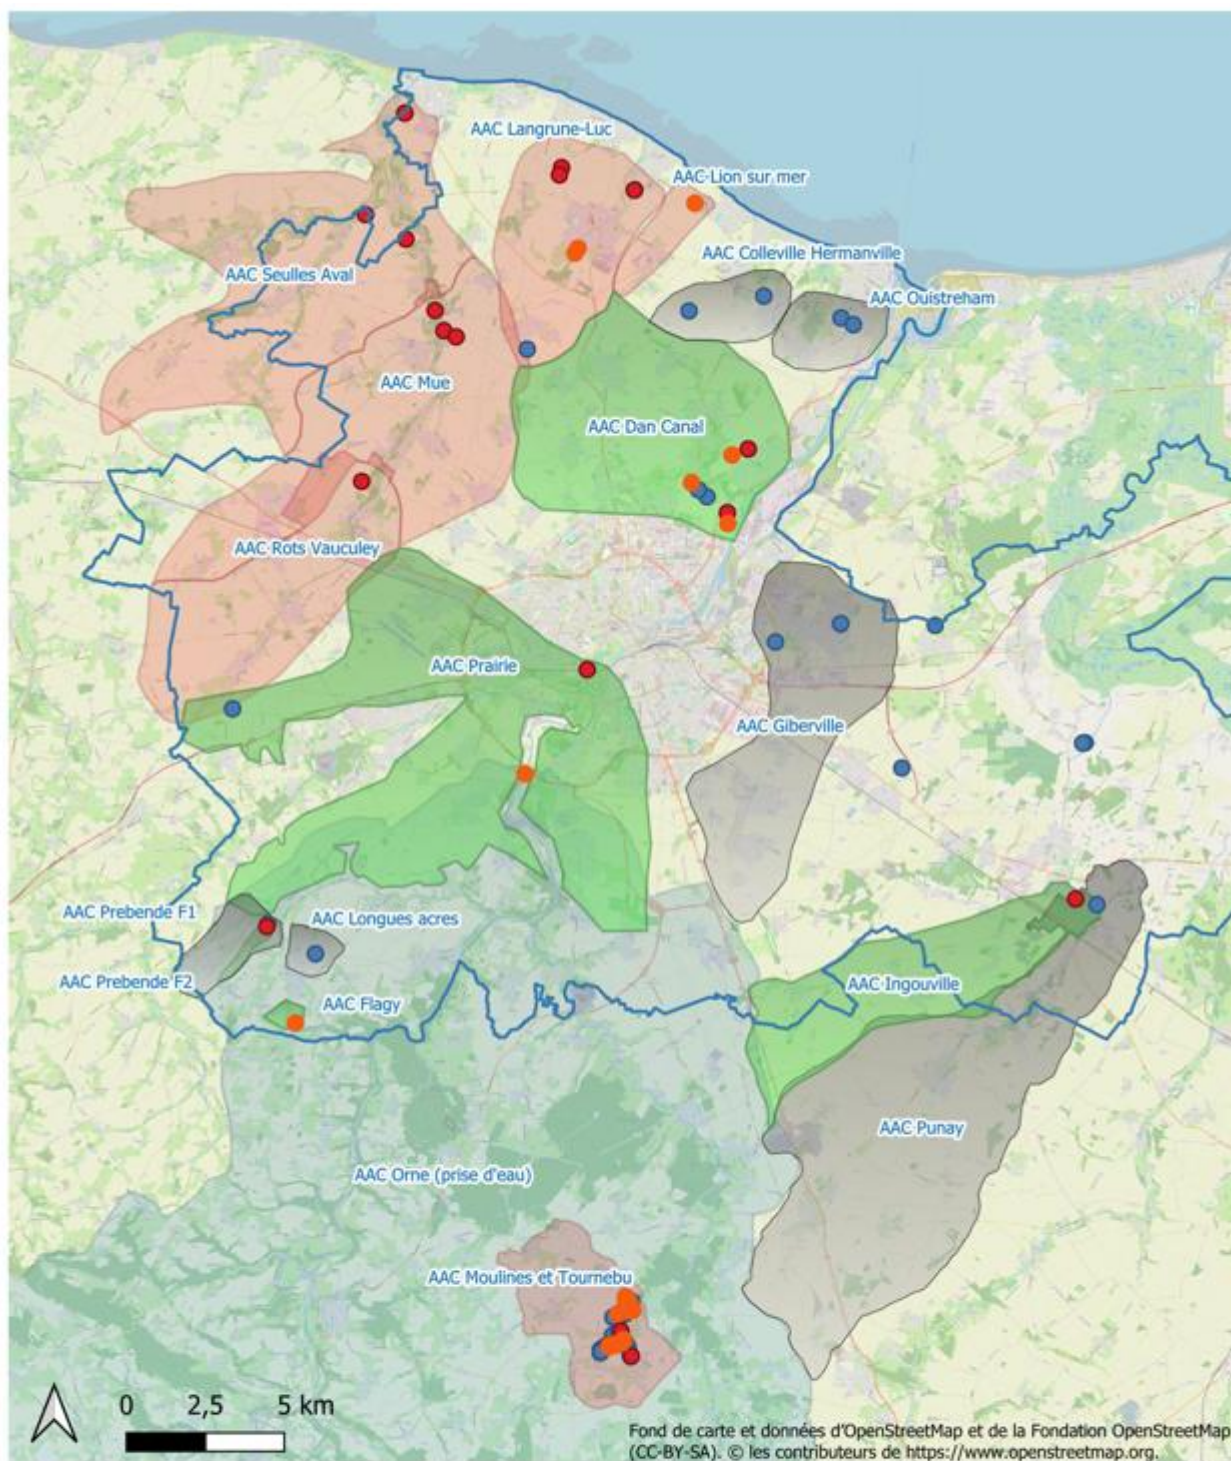 AAC Langrune-Luc
AAC Lion sur mer
AAC Colleville Hermanville
AAC Seulles Aval
AAC Ouistreham
AAC Mue
AAC Dan Canal
AAC Rots Vauculey
AAC Prairie
AAC Giberville
AAC Prebende F1
AAC Longues acres
AAC Prebende F2
AAC Ingouville
AAC Flagy
AAC Punay
AAC Orne (prise d'eau)
AAC Moulines et Tournebu
0 2,5 5 km
Fond de carte et données d'OpenStreetMap et de la Fondation OpenStreetMap
(CC-BY-SA). © les contributeurs de https://www.openstreetmap.org.